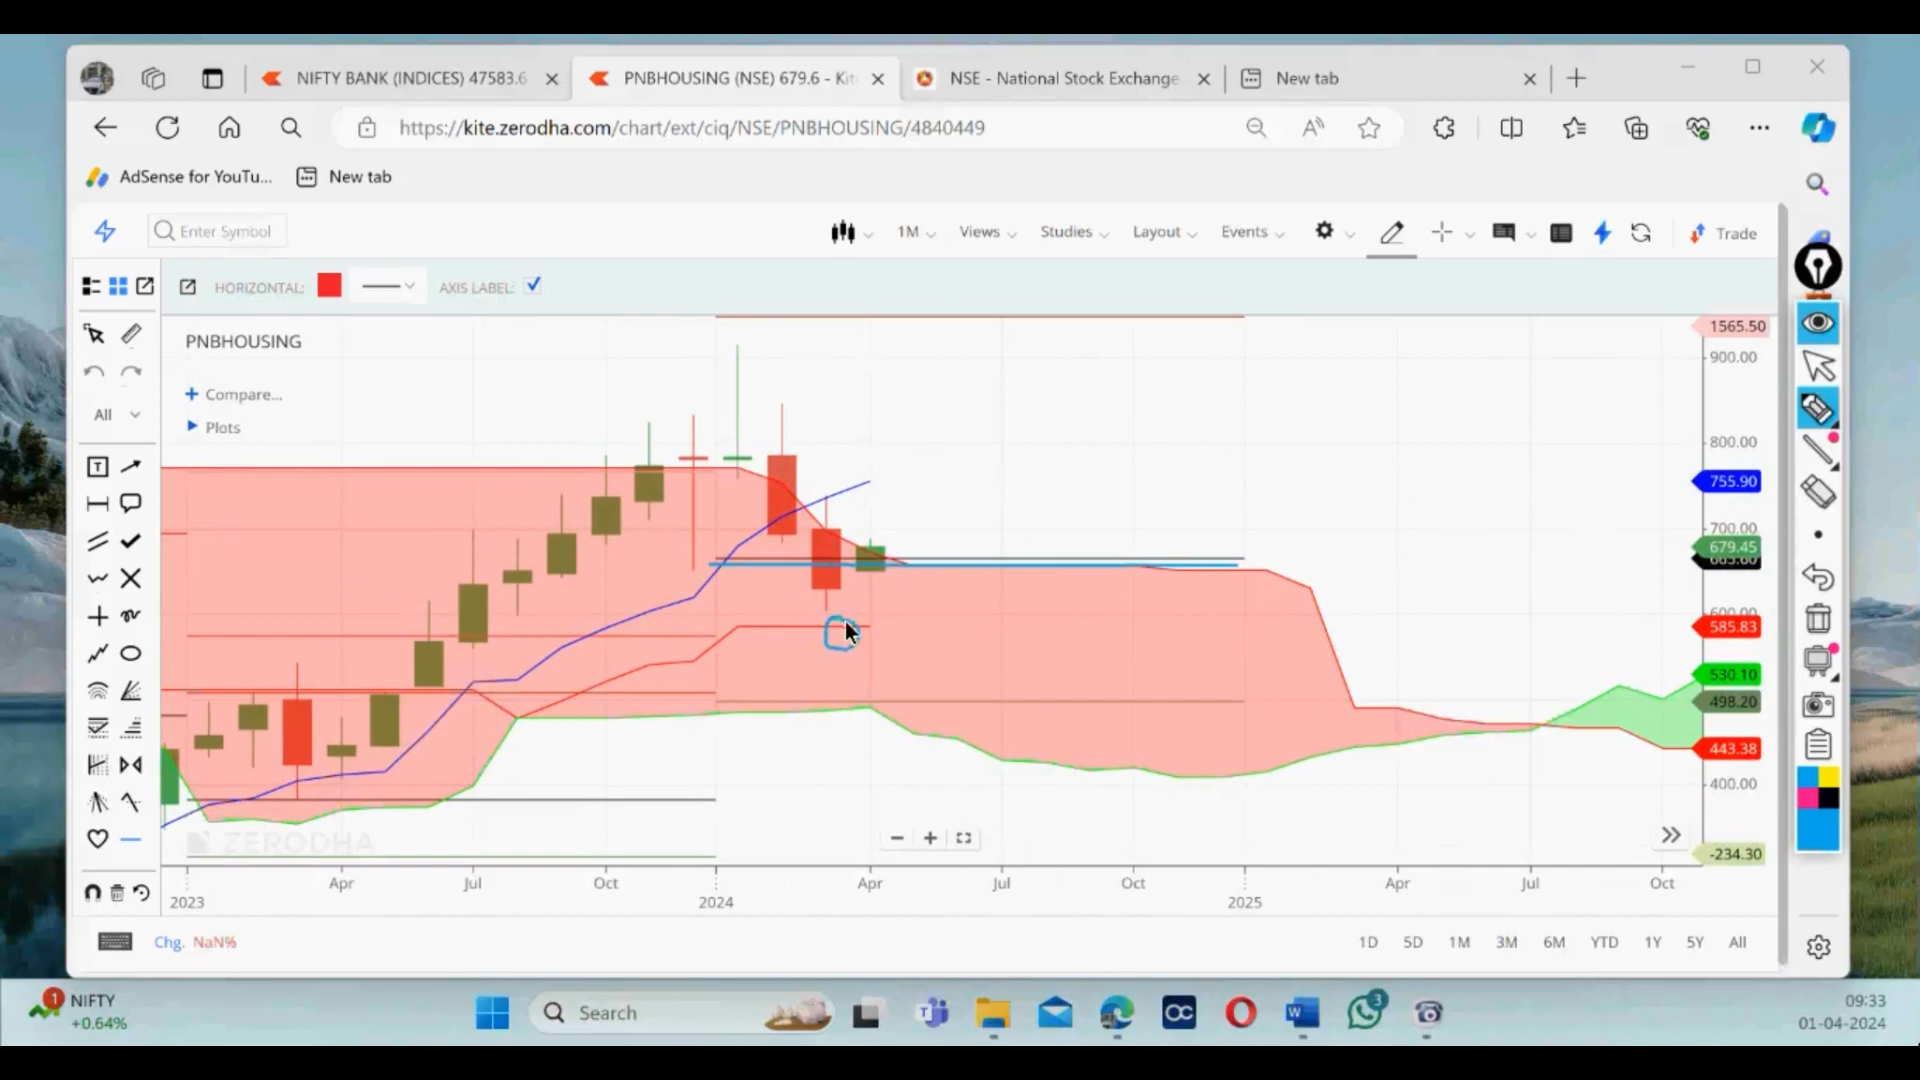 NIFTY BANK (INDICES) 47583.6
PNBHOUSING (NSE) 679.6 - Kit
NSE - National Stock Exchange
New tab
https://kite.zerodha.com/chart/ext/ciq/NSE/PNBHOUSING/4840449
AdSense for YouTu...
New tab
Enter Symbol
1M
Views
Studies
Layout
Events
Trade
HORIZONTAL:
AXIS LABEL:
PNBHOUSING
Compare...
Plots
All
1565.50
900.00
800.00
755.90
700.00
679.45
600.00
585.83
530.10
498.20
443.38
400.00
-234.30
ZERODHA
Apr
Jul
Oct
Apr
Jul
Oct
Apr
Jul
Oct
2023
2024
2025
Chg. NaN%
1D 5D 1M 3M 6M YTD 1Y 5Y All
1
NIFTY
+0.64%
Search
3
09:33
01-04-2024